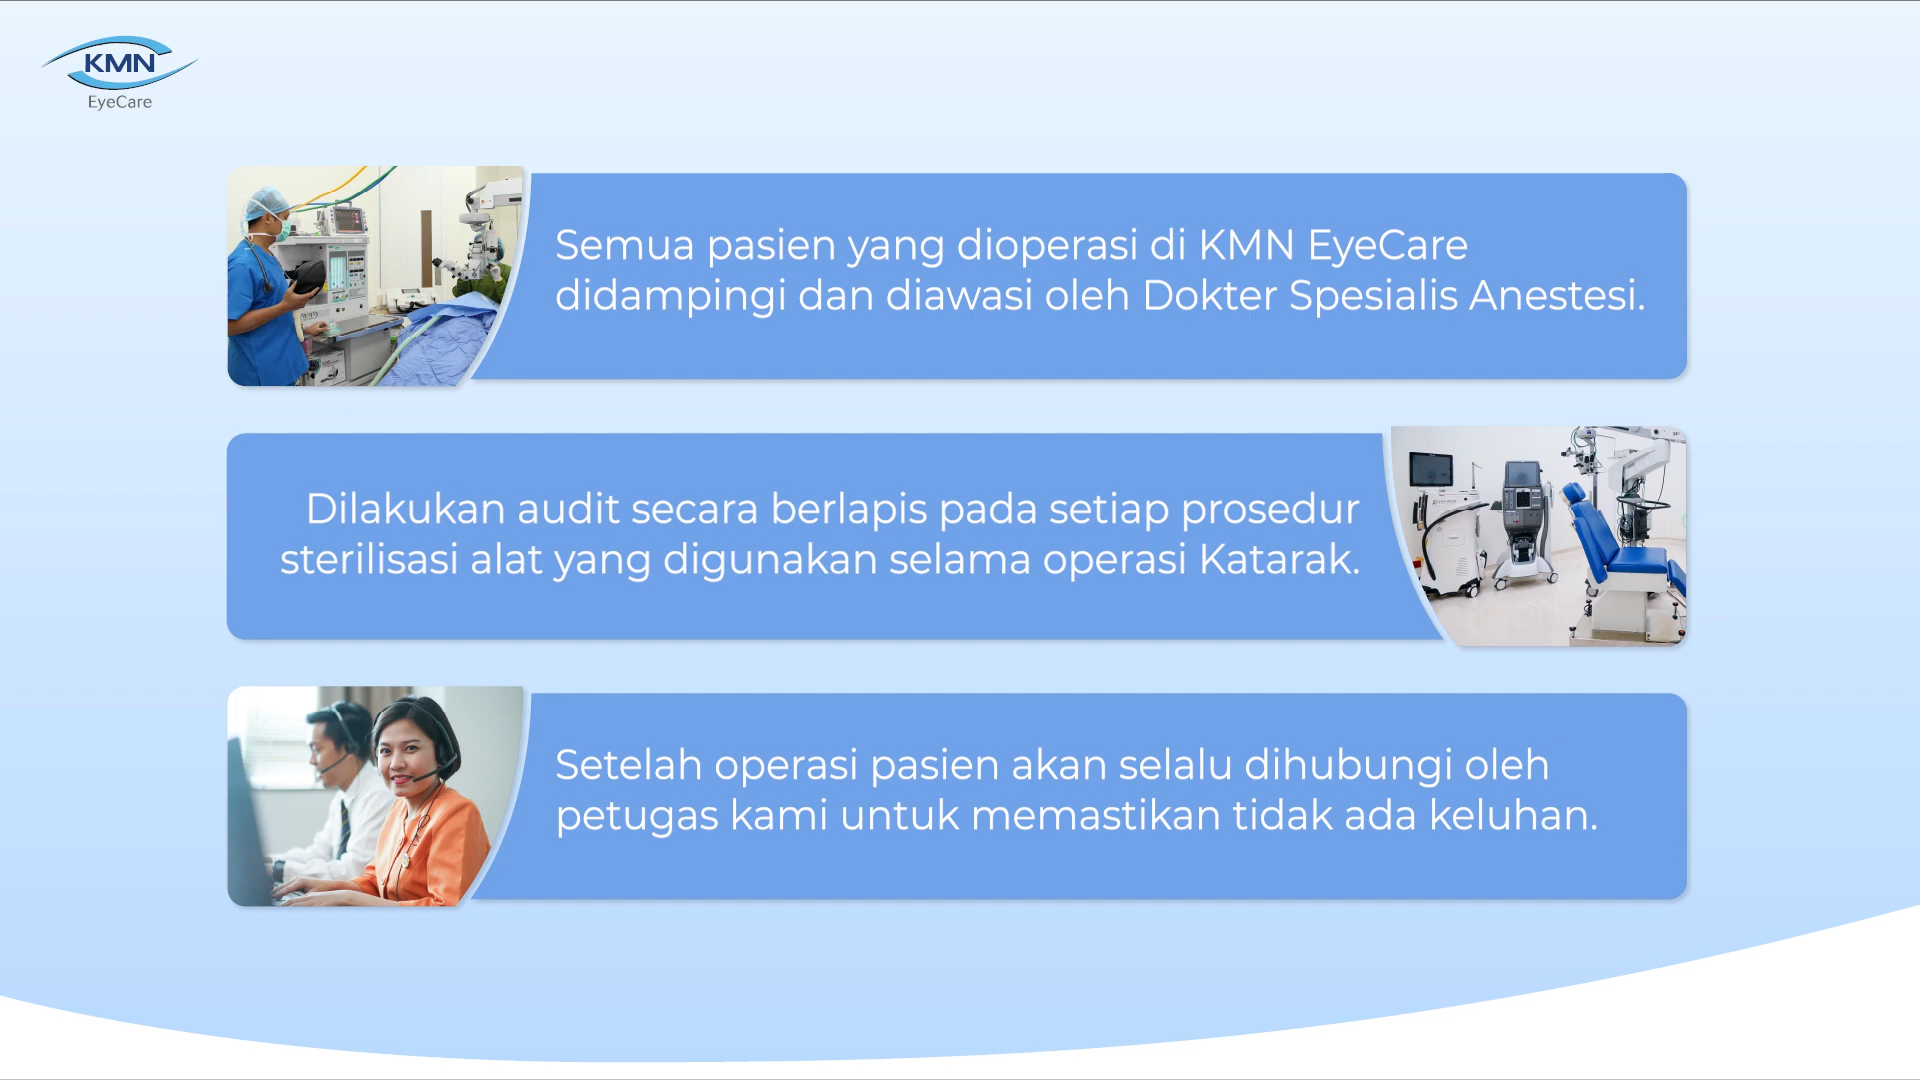 KMN
EyeCare
Semua pasien yang dioperasi di KMN EyeCare
didampingi dan diawasi oleh Dokter Spesialis Anestesi.
Dilakukan audit secara berlapis pada setiap prosedur
sterilisasi alat yang digunakan selama operasi Katarak.
Setelah operasi pasien akan selalu dihubungi oleh
petugas kami untuk memastikan tidak ada keluhan.